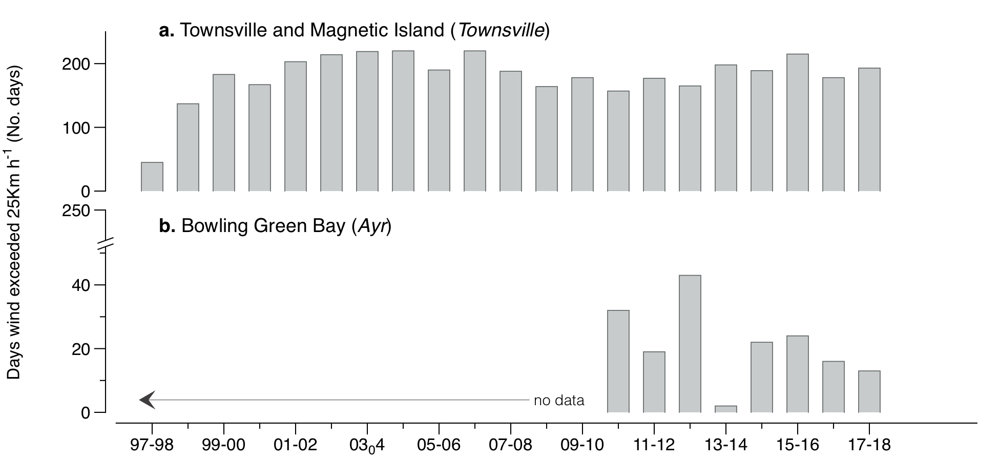 Days wind exceeded 25Km h-1 (No. days)
a. Townsville and Magnetic Island (Townsville)
200
100
0
250
b. Bowling Green Bay (Ayr)
40
20
no data
0
97-98 99-00 01-02 0304 05-06 07-08 09-10 11-12 13-14 15-16 17-18